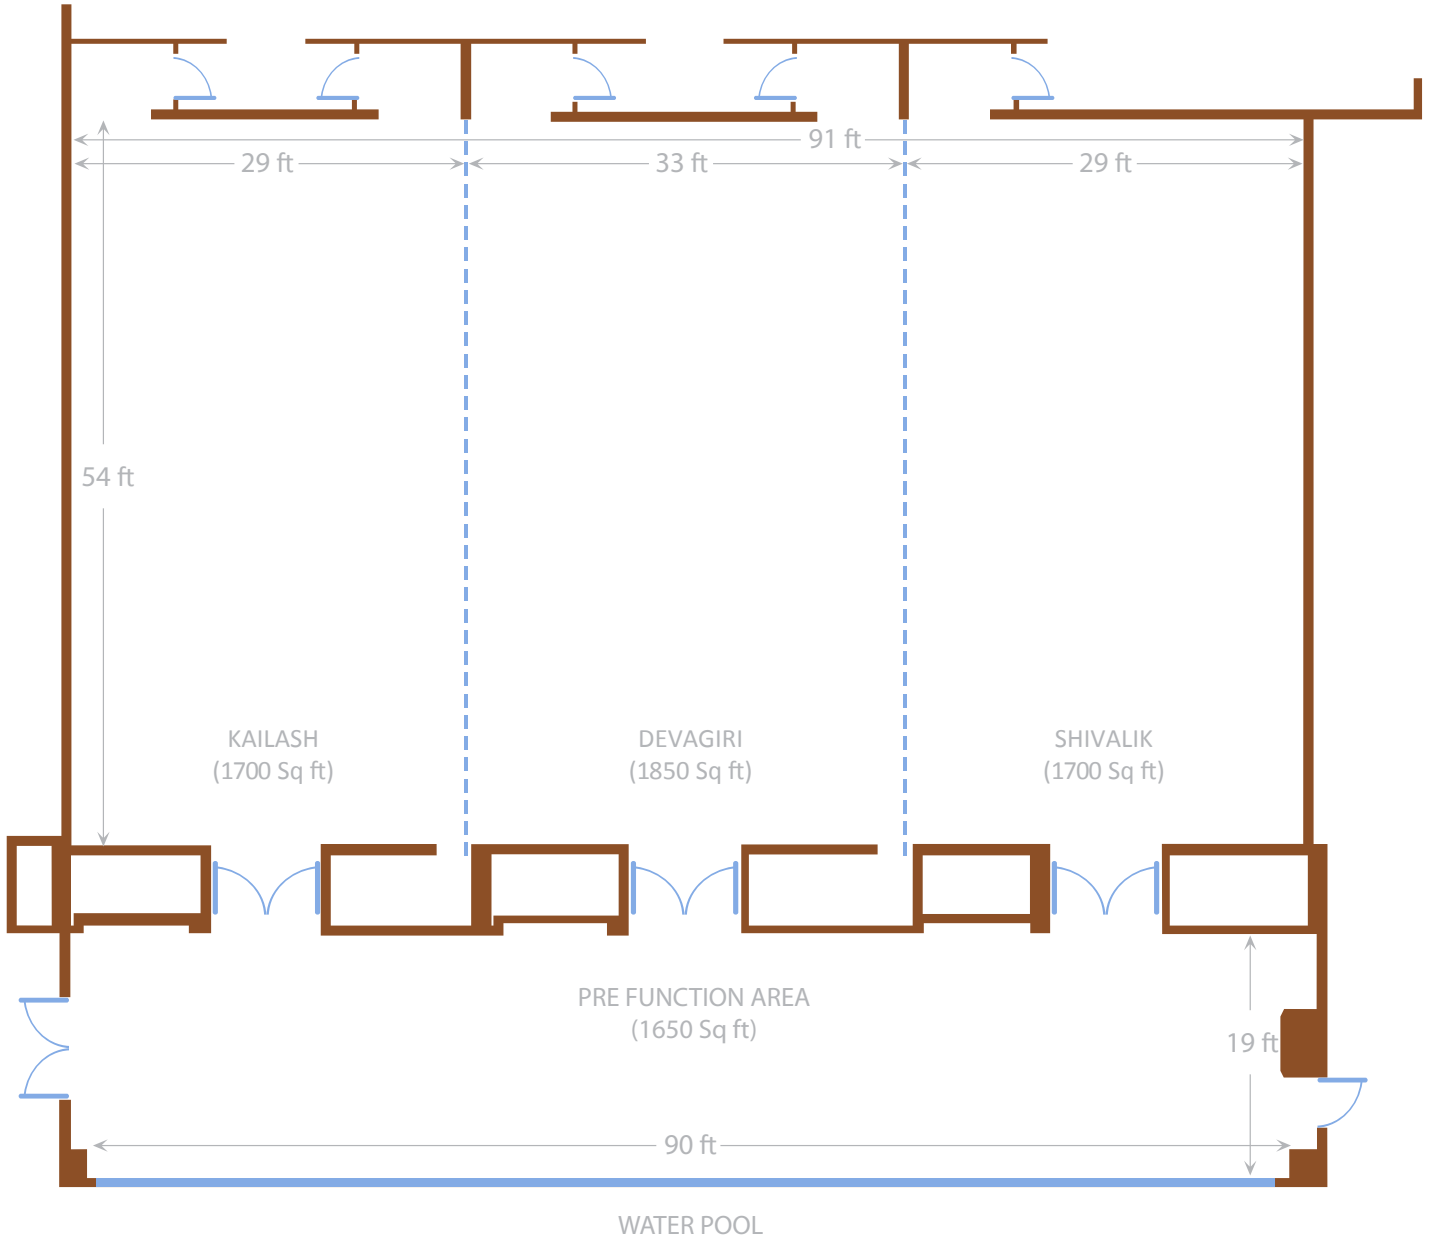 91 ft
29 ft
33 ft
29 ft
54 ft
KAILASH
(1700 Sq ft)
DEVAGIRI
(1850 Sq ft)
SHIVALIK
(1700 Sq ft)
PRE FUNCTION AREA
(1650 Sq ft)
19 ft
90 ft
WATER POOL